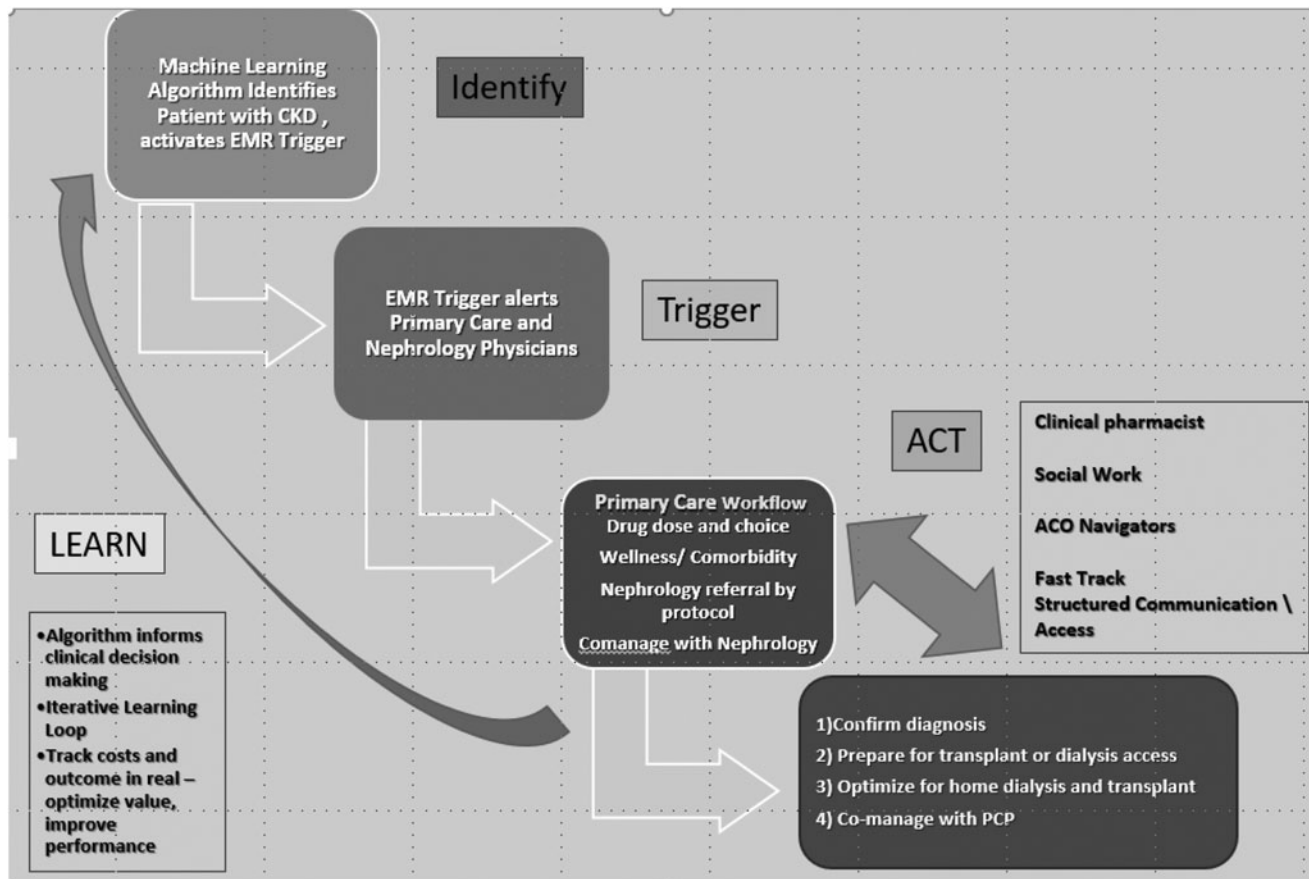 Machine Learning
Algorithm Identifies
Patient with CKD ,
activates EMR Trigger
Identify
EMR Trigger alerts
Primary Care and
Nephrology Physicians
Trigger
ACT
Clinical pharmacist
Social Work
ACO Navigators
Fast Track
Structured Communication \
Access
Primary Care Workflow
Drug dose and choice
Wellness/ Comorbidity
Nephrology referral by
protocol
Comanage with Nephrology
LEARN
•Algorithm informs
clinical decision
making
•Iterative Learning
Loop
•Track costs and
outcome in real –
optimize value,
improve
performance
1)Confirm diagnosis
2) Prepare for transplant or dialysis access
3) Optimize for home dialysis and transplant
4) Co-manage with PCP